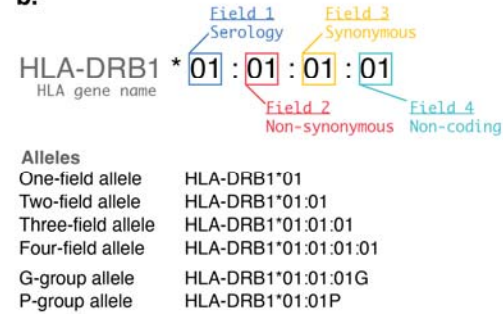 b.
Field 1 Field 3
Serology Synonymous
HLA-DRB1 * 01 : 01 : 01 : 01
HLA gene name
Field 2 Field 4
Non-synonymous Non-coding
Alleles
One-field allele HLA-DRB1*01
Two-field allele HLA-DRB1*01:01
Three-field allele HLA-DRB1*01:01:01
Four-field allele HLA-DRB1*01:01:01:01
G-group allele HLA-DRB1*01:01:01G
P-group allele HLA-DRB1*01:01P